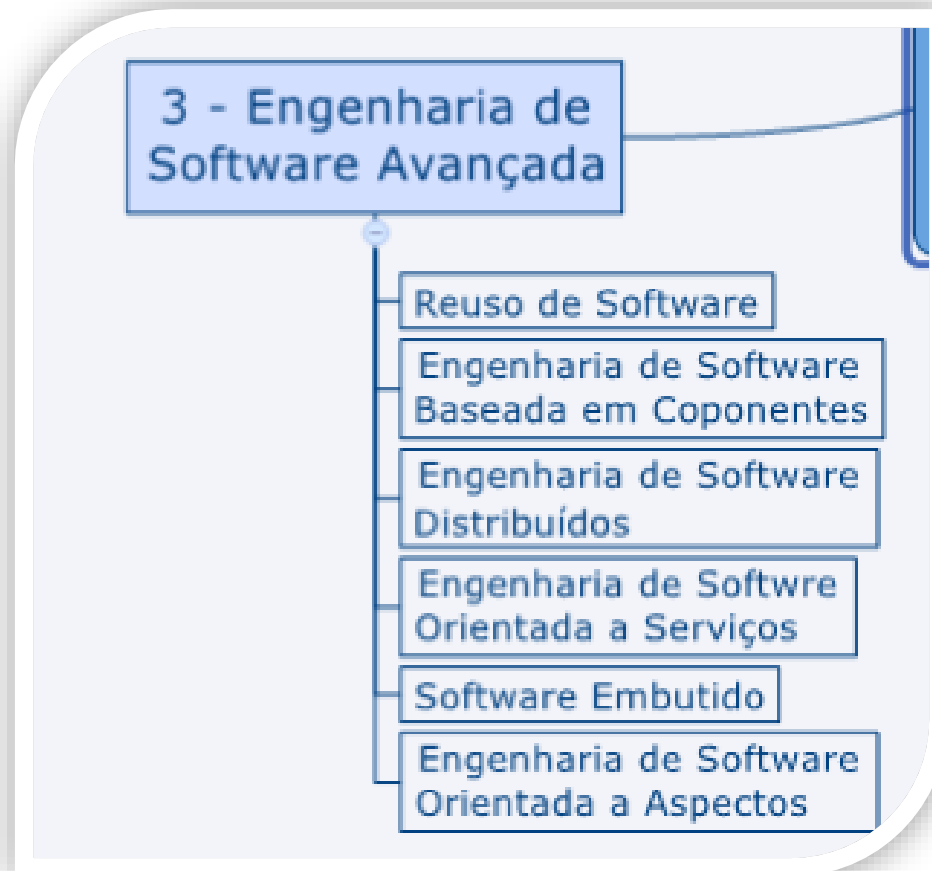 3 - Engenharia de
Software Avançada
Reuso de Software
Engenharia de Software
Baseada em Coponentes
Engenharia de Software
Distribuídos
Engenharia de Softwre
Orientada a Serviços
Software Embutido
Engenharia de Software
Orientada a Aspectos